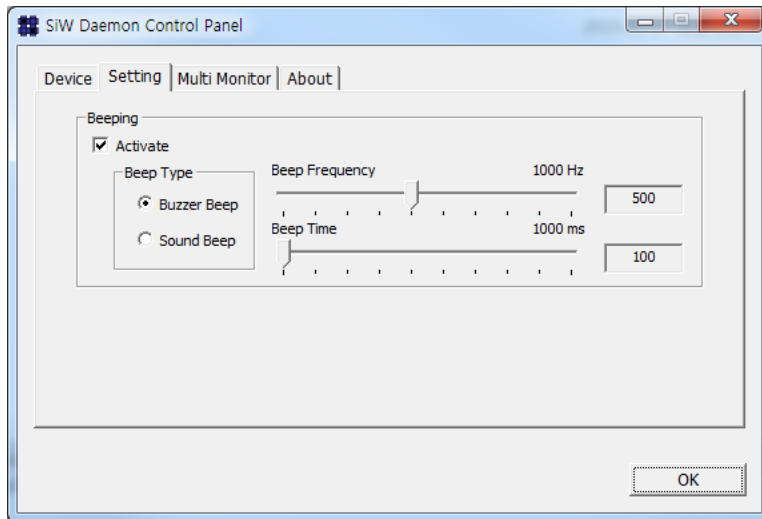 SiW Daemon Control Panel
Device Setting Multi Monitor About
Beeping
Activate
Beep Type
Buzzer Beep
Sound Beep
Beep Frequency 1000 Hz
500
Beep Time 1000 ms
100
OK